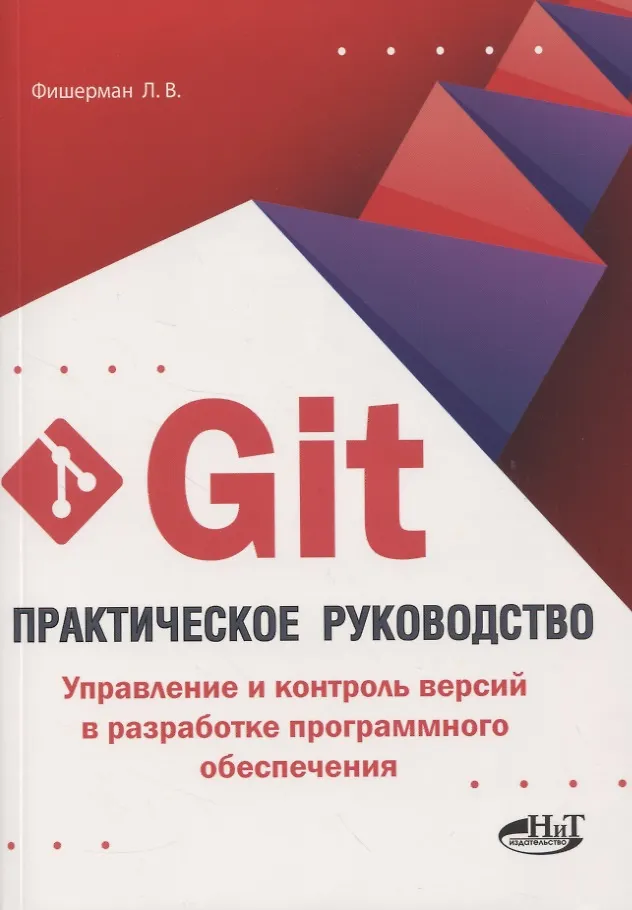 Фишерман Л. В.
Git
ПРАКТИЧЕСКОЕ РУКОВОДСТВО
Управление и контроль версий
в разработке программного
обеспечения
НиТ
издательство